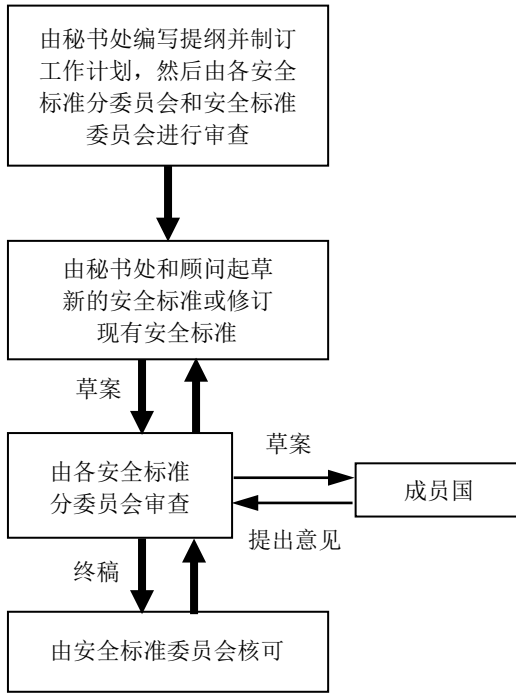 由秘书处编写提纲并制订
工作计划，然后由各安全
标准分委员会和安全标准
委员会进行审查
由秘书处和顾问起草
新的安全标准或修订
现有安全标准
草案
草案
由各安全标准
分委员会审查
成员国
提出意见
终稿
由安全标准委员会核可